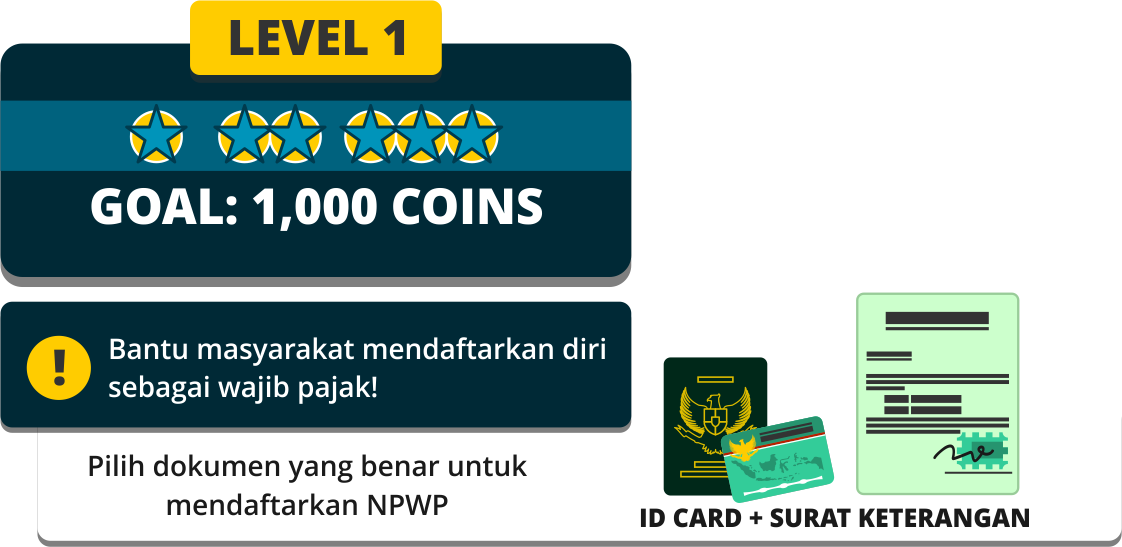 LEVEL 1
GOAL: 1,000 COINS
!
Bantu masyarakat mendaftarkan diri
sebagai wajib pajak!
Pilih dokumen yang benar untuk
mendaftarkan NPWP
ID CARD + SURAT KETERANGAN